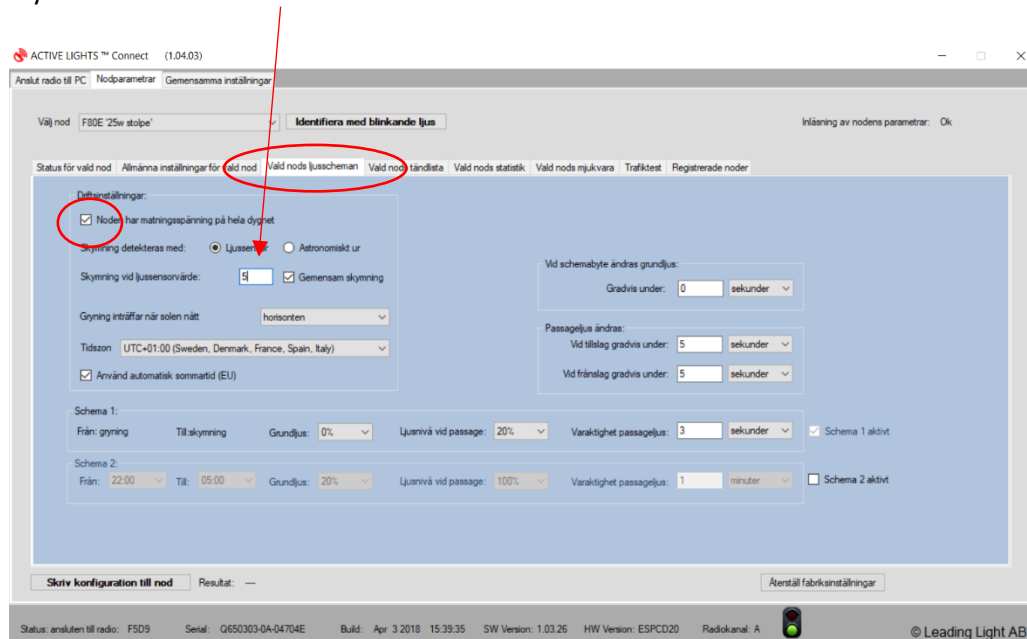 ACTIVE LIGHTS ™ Connect (1.04.03)
Anslut radio till PC Nodparametrar Gemensamma inställningar
Välj nod F80E '25w stolpe' Identifiera med blinkande ljus Inläsning av nodens parametrar: Ok
Status för vald nod Allmänna inställningar för vald nod Vald nods ljusscheman Vald nods tändlista Vald nods statistik Vald nods mjukvara Trafiktest Registrerade noder
Driftsinställningar:
Noden har matningsspänning på hela dygnet
Skymning detekteras med: Ljussensor Astronomiskt ur
Skymning vid ljussensorvärde: 5 Gemensam skymning
Gryning inträffar när solen nått horisonten
Tidszon UTC+01:00 (Sweden, Denmark, France, Spain, Italy)
Använd automatisk sommartid (EU)
Vid schemabyte ändras grundljus:
Gradvis under: 0 sekunder
Passageljus ändras:
Vid tillslag gradvis under: 5 sekunder
Vid frånslag gradvis under: 5 sekunder
Schema 1:
Från: gryning Till:skymning Grundljus: 0% Ljusnivå vid passage: 20% Varaktighet passageljus: 3 sekunder Schema 1 aktivt
Schema 2:
Från: 22:00 Till: 05:00 Grundljus: 20% Ljusnivå vid passage: 100% Varaktighet passageljus: 1 minuter Schema 2 aktivt
Skriv konfiguration till nod Resultat: --- Återställ fabriksinställningar
Status: ansluten till radio: F5D9 Serial: Q650303-0A-04704E Build: Apr 3 2018 15:39:35 SW Version: 1.03.26 HW Version: ESPCD20 Radiokanal: A © Leading Light AB